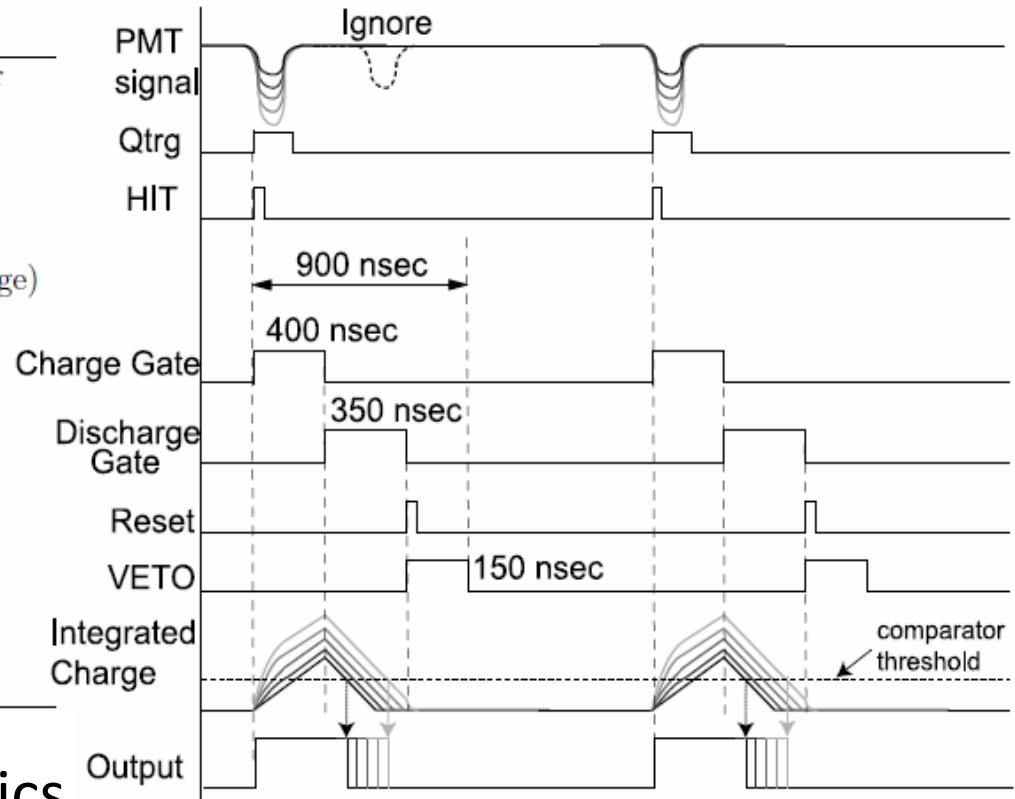 Ignore
PMT
signal
Qtrg
HIT
ge)
900 nsec
400 nsec
Charge Gate
350 nsec
Discharge
Gate
Reset
VETO
150 nsec
Integrated
Charge
comparator
threshold
Output
ics